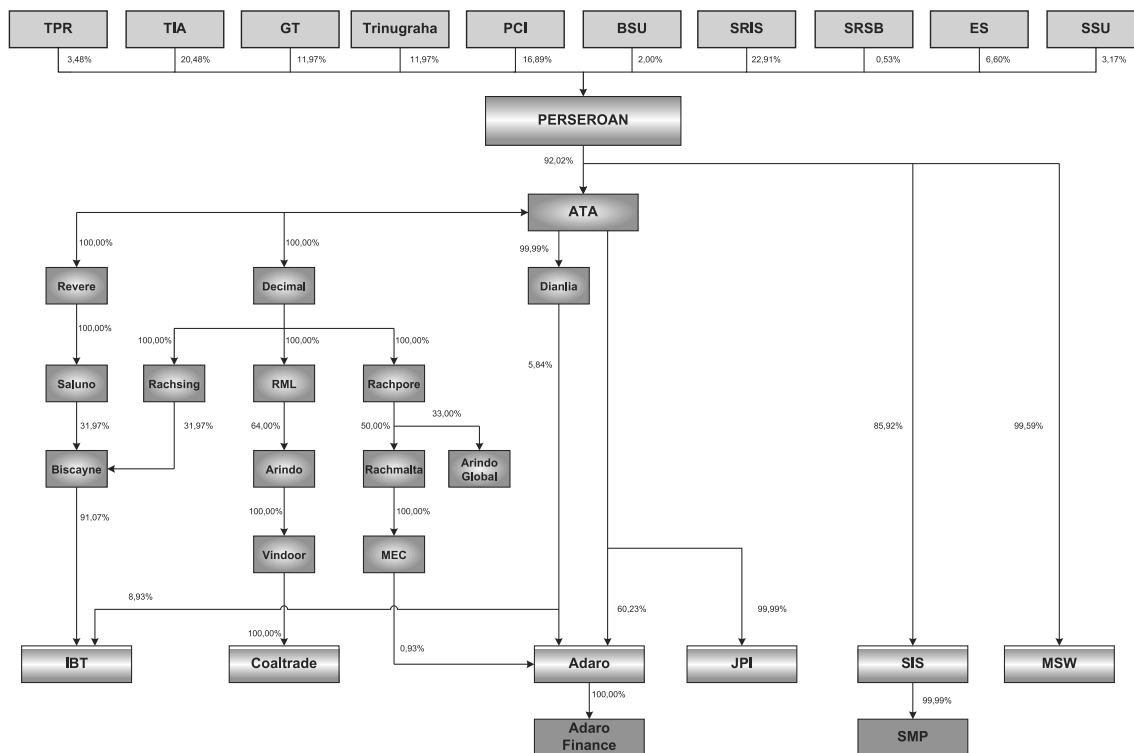 TPR TIA GT Trinugraha PCI BSU SRIS SRSB ES SSU
3,48% 20,48% 11,97% 11,97% 16,89% 2,00% 22,91% 0,53% 6,60% 3,17%
PERSEROAN
92,02%
ATA
100,00% 100,00% 99,99%
Revere Decimal Dianlia
100,00% 100,00% 100,00% 100,00%
5,84%
Saluno Rachsing RML Rachpore
33,00%
31,97% 31,97% 64,00% 50,00% 85,92% 99,59%
Biscayne Arindo Rachmalta Arindo
Global
91,07% 100,00% 100,00%
Vindoor MEC
8,93% 60,23% 99,99%
100,00% 0,93%
IBT Coaltrade Adaro JPI SIS MSW
100,00% 99,99%
Adaro
Finance
SMP